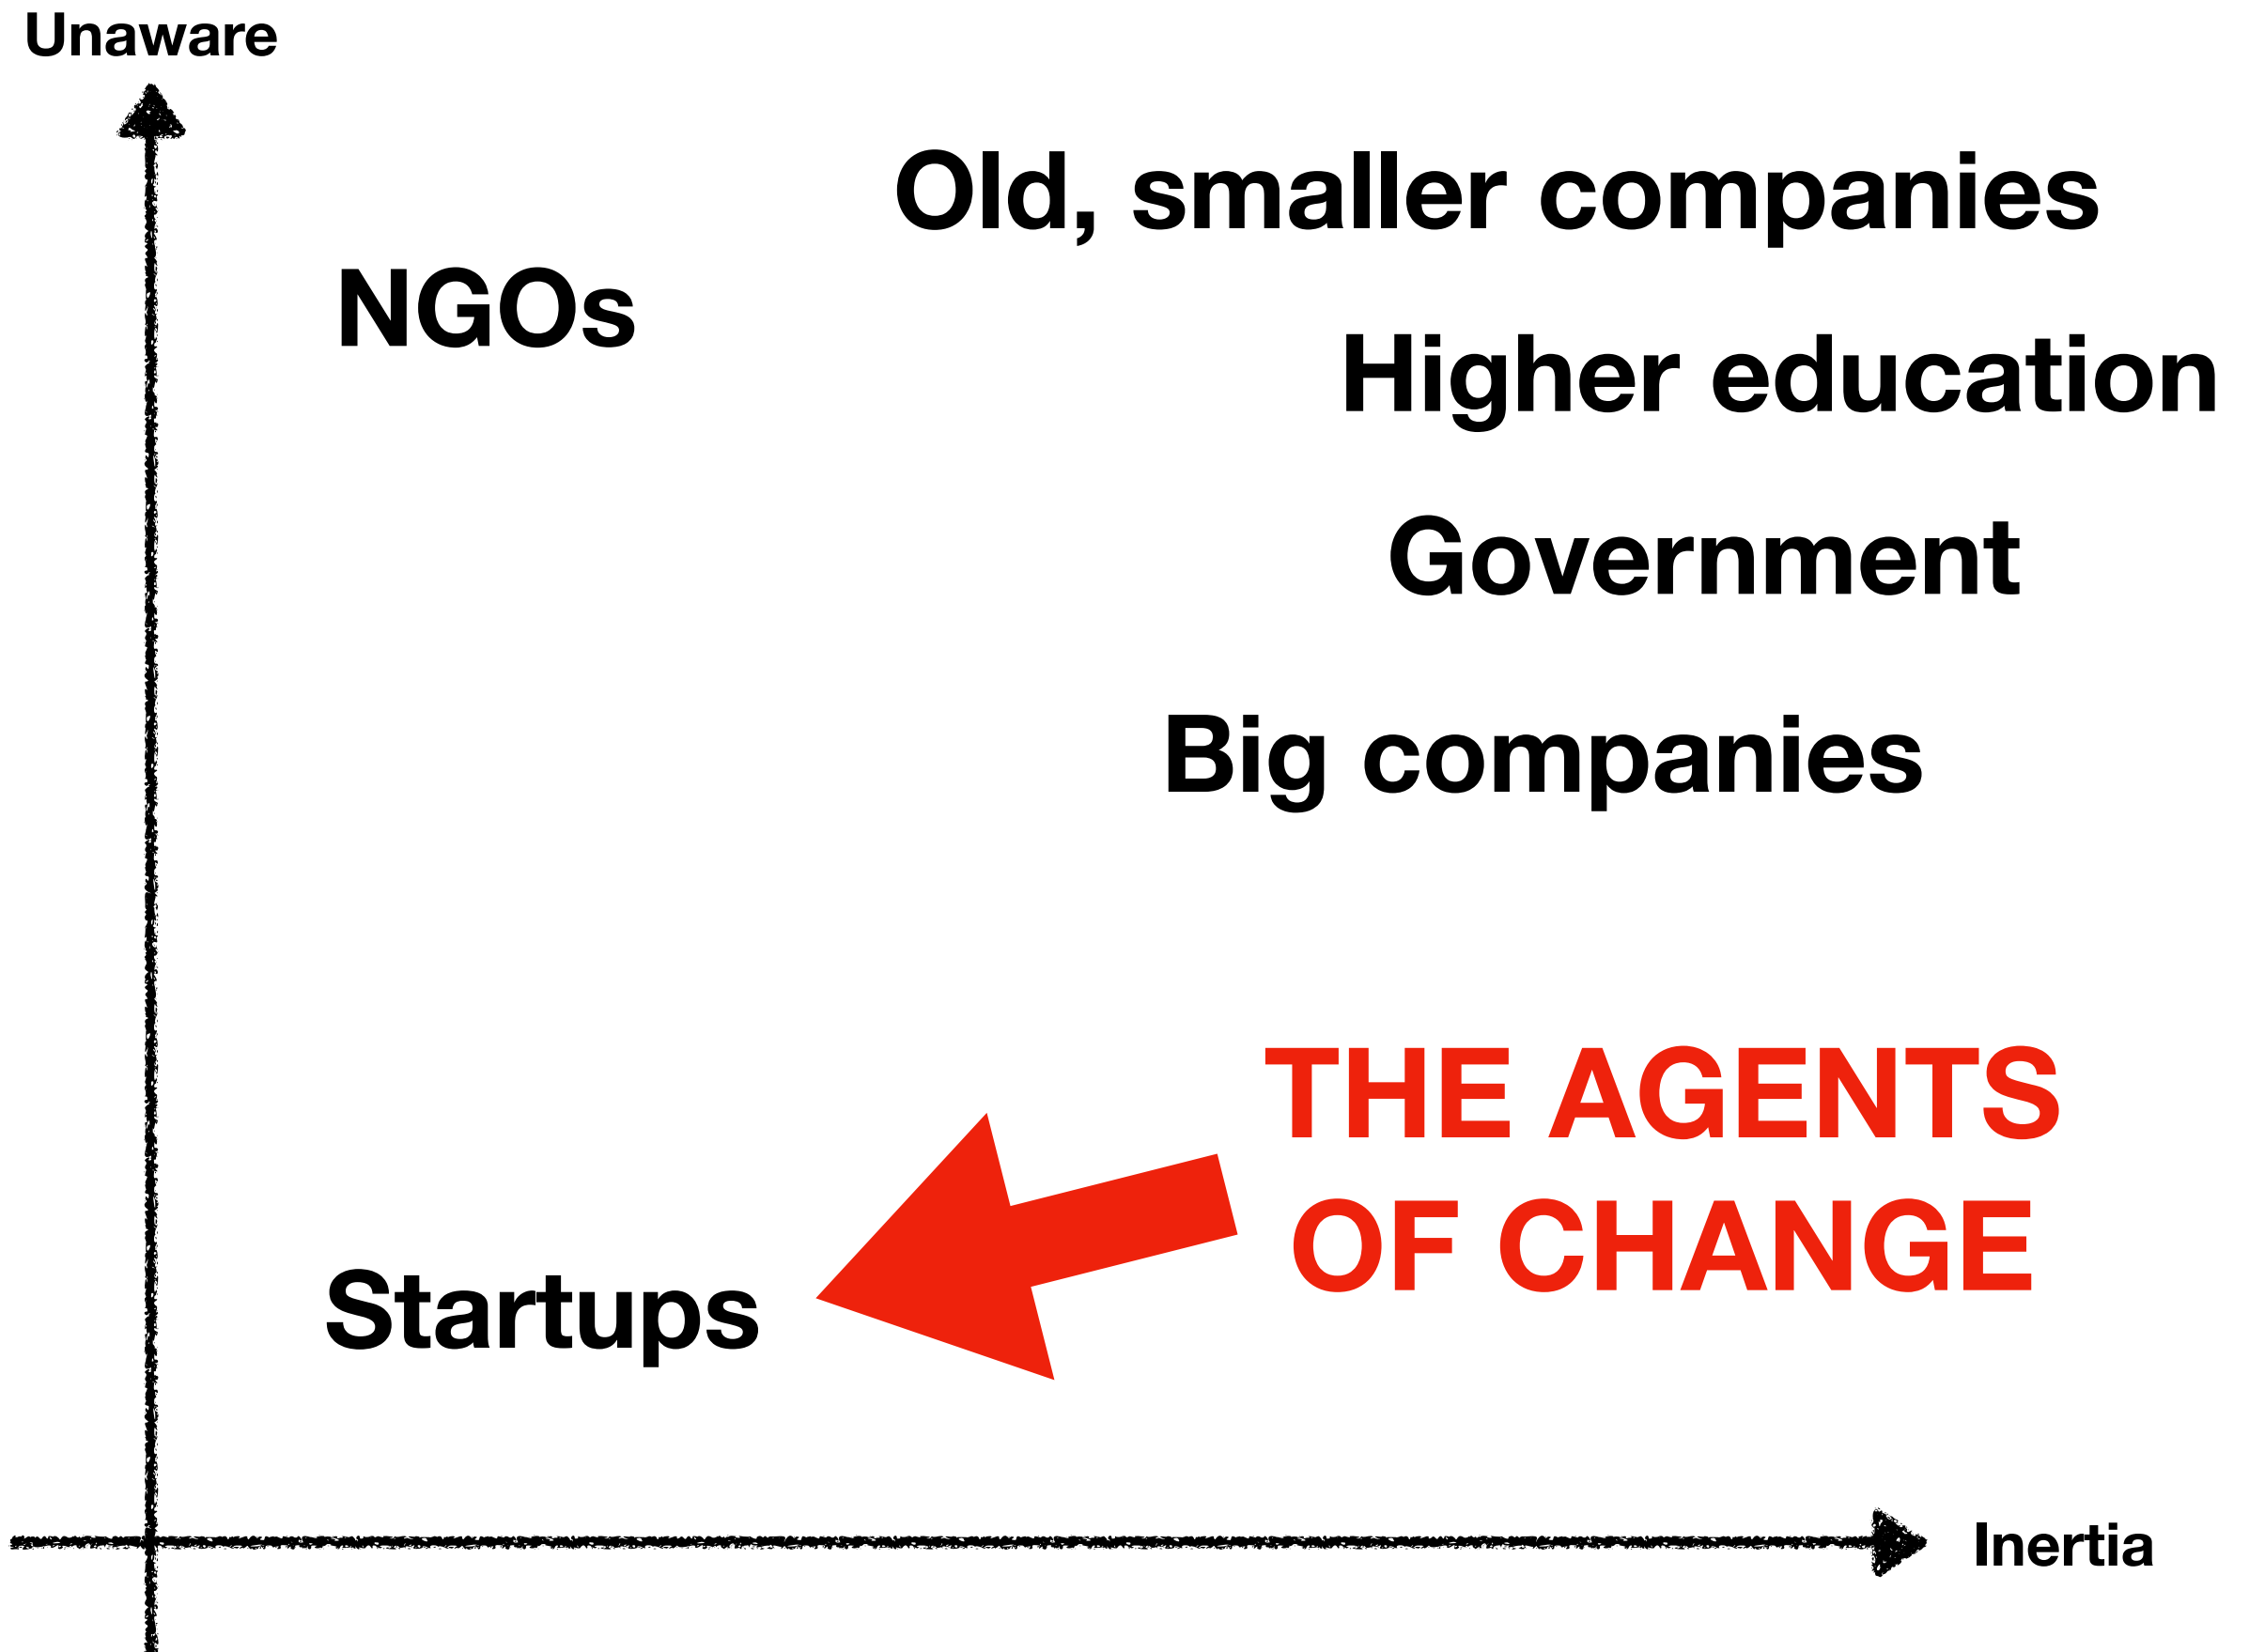 Unaware
Old, smaller companies
NGOs
Higher education
Government
Big companies
THE AGENTS
OF CHANGE
Startups
Inertia